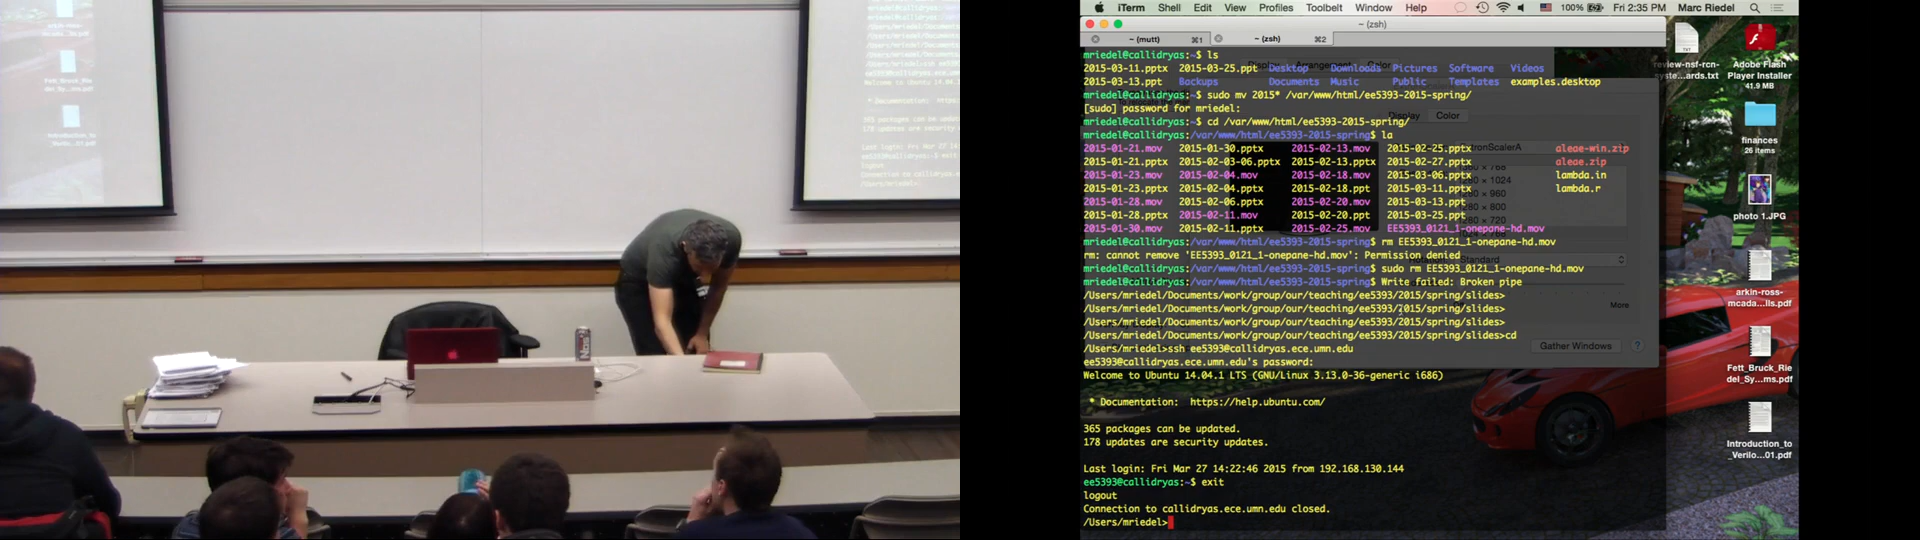 iTerm Shell Edit View Profiles Toolbelt Window Help 100% Fri 2:35 PM Marc Riedel
~ (zsh)
~ (mutt) ⌘1 ~ (zsh) ⌘2
mriedel@callidryas:~$ ls
2015-03-11.pptx 2015-03-25.ppt Desktop Downloads Pictures Software Videos
2015-03-13.ppt Backups Documents Music Public Templates examples.desktop
mriedel@callidryas:~$ sudo mv 2015* /var/www/html/ee5393-2015-spring/
[sudo] password for mriedel:
mriedel@callidryas:~$ cd /var/www/html/ee5393-2015-spring/
mriedel@callidryas:/var/www/html/ee5393-2015-spring$ la
2015-01-21.mov 2015-01-30.pptx 2015-02-13.mov 2015-02-25.pptx aleae-win.zip
2015-01-21.pptx 2015-02-03-06.pptx 2015-02-13.pptx 2015-02-27.pptx aleae.zip
2015-01-23.mov 2015-02-04.mov 2015-02-18.mov 2015-03-06.pptx lambda.in
2015-01-23.pptx 2015-02-04.pptx 2015-02-18.ppt 2015-03-11.pptx lambda.r
2015-01-28.mov 2015-02-06.pptx 2015-02-20.mov 2015-03-13.ppt
2015-01-28.pptx 2015-02-11.mov 2015-02-20.ppt 2015-03-25.ppt
2015-01-30.mov 2015-02-11.pptx 2015-02-25.mov EE5393_0121_1-onepane-hd.mov
mriedel@callidryas:/var/www/html/ee5393-2015-spring$ rm EE5393_0121_1-onepane-hd.mov
rm: cannot remove 'EE5393_0121_1-onepane-hd.mov': Permission denied
mriedel@callidryas:/var/www/html/ee5393-2015-spring$ sudo rm EE5393_0121_1-onepane-hd.mov
mriedel@callidryas:/var/www/html/ee5393-2015-spring$ Write failed: Broken pipe
/Users/mriedel/Documents/work/group/our/teaching/ee5393/2015/spring/slides>
/Users/mriedel/Documents/work/group/our/teaching/ee5393/2015/spring/slides>
/Users/mriedel/Documents/work/group/our/teaching/ee5393/2015/spring/slides>
/Users/mriedel/Documents/work/group/our/teaching/ee5393/2015/spring/slides>cd
/Users/mriedel>ssh ee5393@callidryas.ece.umn.edu
ee5393@callidryas.ece.umn.edu's password:
Welcome to Ubuntu 14.04.1 LTS (GNU/Linux 3.13.0-36-generic i686)
* Documentation: https://help.ubuntu.com/
365 packages can be updated.
178 updates are security updates.
Last login: Fri Mar 27 14:22:46 2015 from 192.168.130.144
ee5393@callidryas:~$ exit
logout
Connection to callidryas.ece.umn.edu closed.
/Users/mriedel>
Display Color
1280 × 800
1280 × 720
More
Gather Windows
Adobe Flash
Player Installer
41.9 MB
finances
26 items
photo 1.JPG
arkin-ross-
mcada...lls.pdf
Fett_Bruck_Rie
del_Sy...ms.pdf
Introduction_to
_Verilo...01.pdf